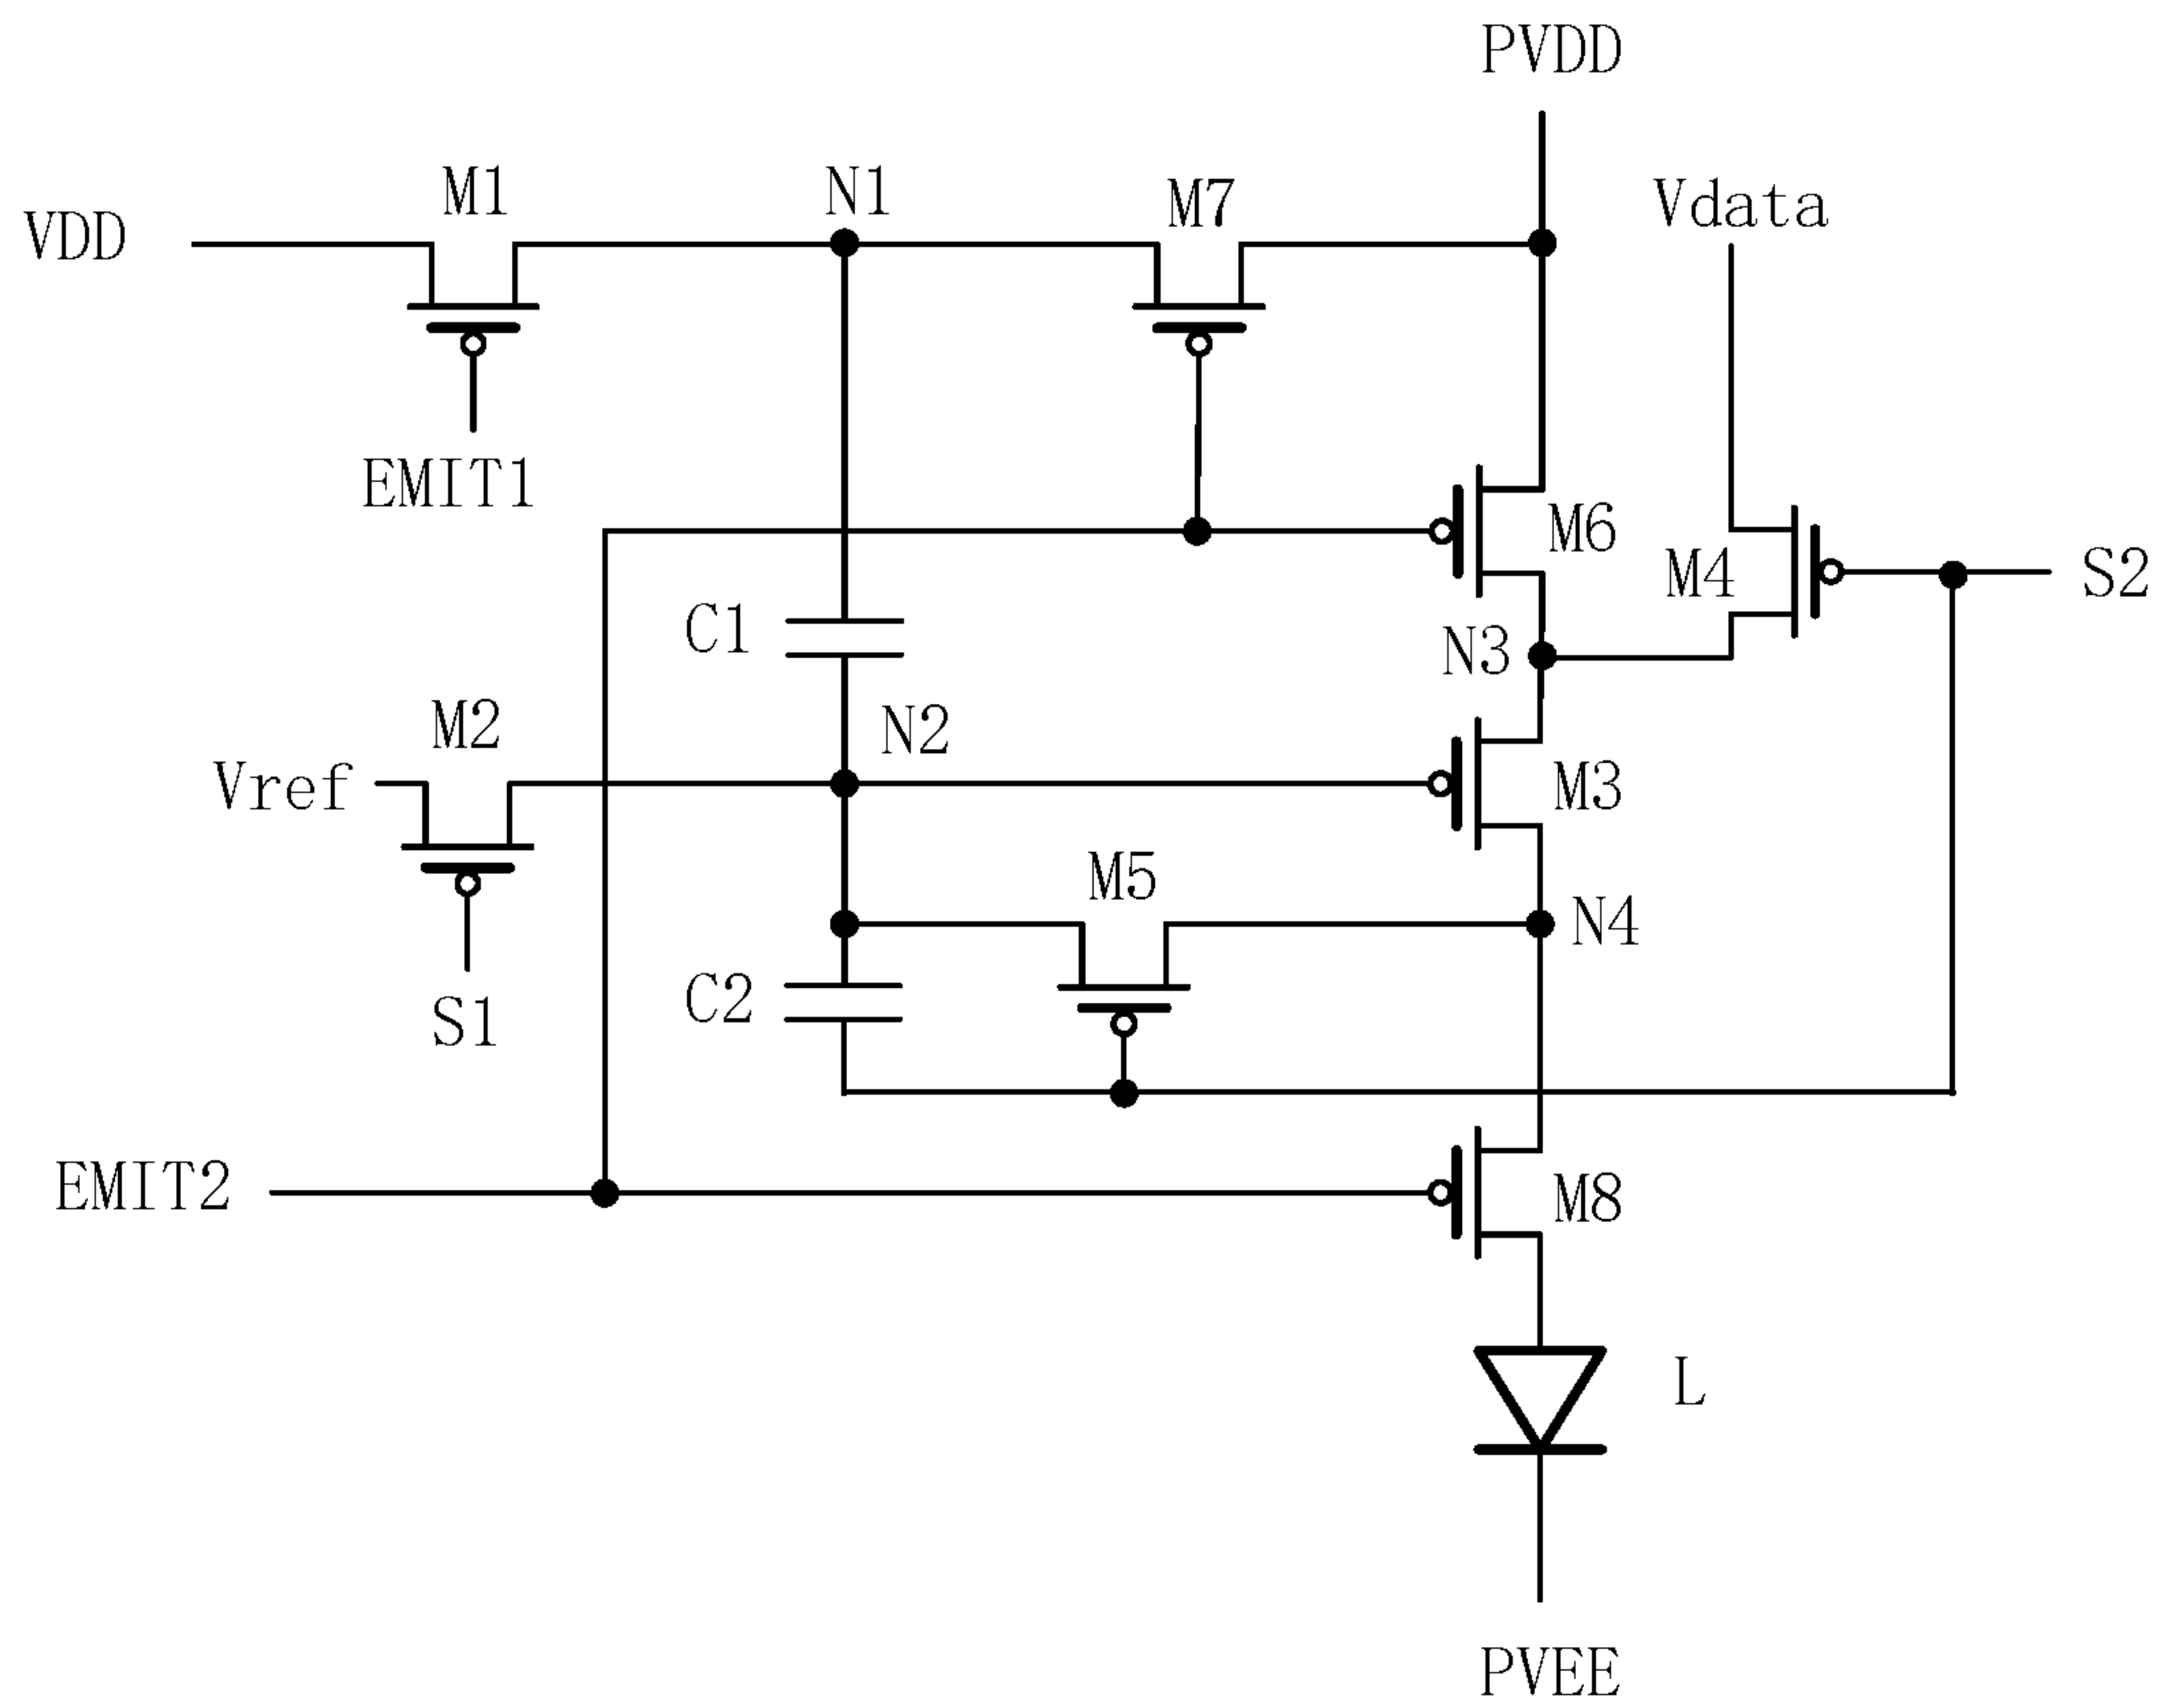 PVDD
M1
N1
M7
Vdata
VDD
EMIT1
M6
M4
S2
C1
N3
M2
N2
Vref
M3
M5
N4
C2
S1
EMIT2
M8
L
PVEE